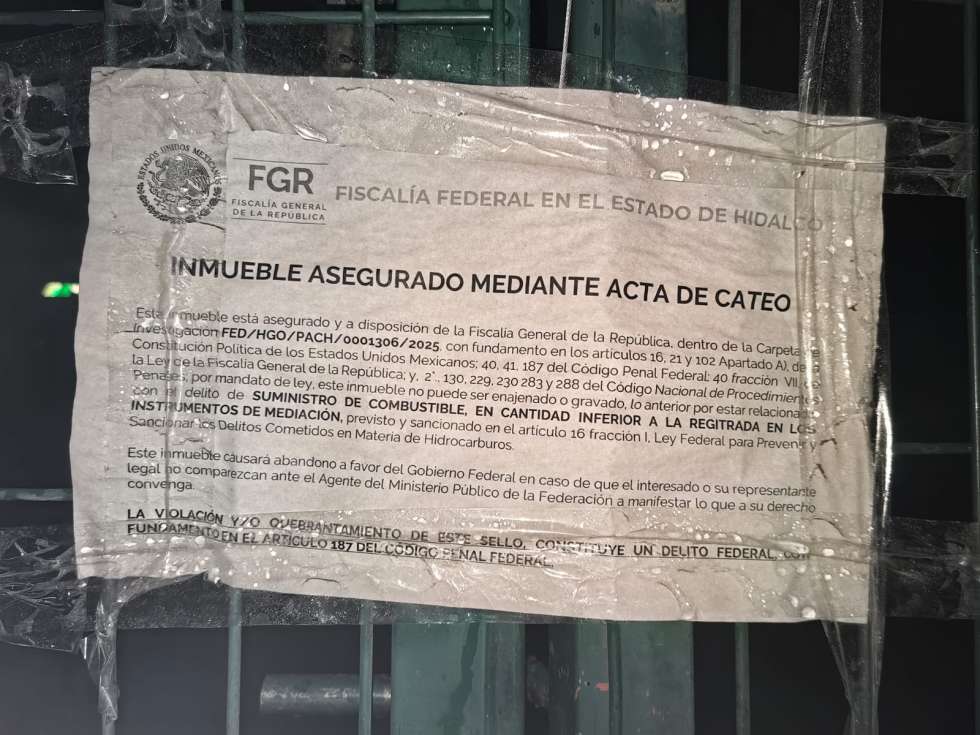 ESTADOS UNIDOS MEXICANOS
FGR
FISCALÍA GENERAL
DE LA REPÚBLICA
FISCALÍA FEDERAL EN EL ESTADO DE HIDALGO
INMUEBLE ASEGURADO MEDIANTE ACTA DE CATEO
Este inmueble está asegurado y a disposición de la Fiscalía General de la República, dentro de la Carpeta de
Investigación FED/HGO/PACH/0001306/2025, con fundamento en los artículos 16, 21 y 102 Apartado A), de la
Constitución Política de los Estados Unidos Mexicanos; 40, 41, 187 del Código Penal Federal; 40 fracción VII, de
la Ley de la Fiscalía General de la República; y, 2°., 130, 229, 230 283 y 288 del Código Nacional de Procedimientos
Penales, por mandato de ley, este inmueble no puede ser enajenado o gravado, lo anterior por estar relacionado
con el delito de SUMINISTRO DE COMBUSTIBLE, EN CANTIDAD INFERIOR A LA REGITRADA EN LOS
INSTRUMENTOS DE MEDIACIÓN, previsto y sancionado en el artículo 16 fracción I, Ley Federal para Prevenir y
Sancionar los Delitos Cometidos en Materia de Hidrocarburos.
Este inmueble causará abandono a favor del Gobierno Federal en caso de que el interesado o su representante
legal no comparezcan ante el Agente del Ministerio Público de la Federación a manifestar lo que a su derecho
convenga.
LA VIOLACIÓN Y/O QUEBRANTAMIENTO DE ESTE SELLO, CONSTITUYE UN DELITO FEDERAL, CON
FUNDAMENTO EN EL ARTÍCULO 187 DEL CÓDIGO PENAL FEDERAL.